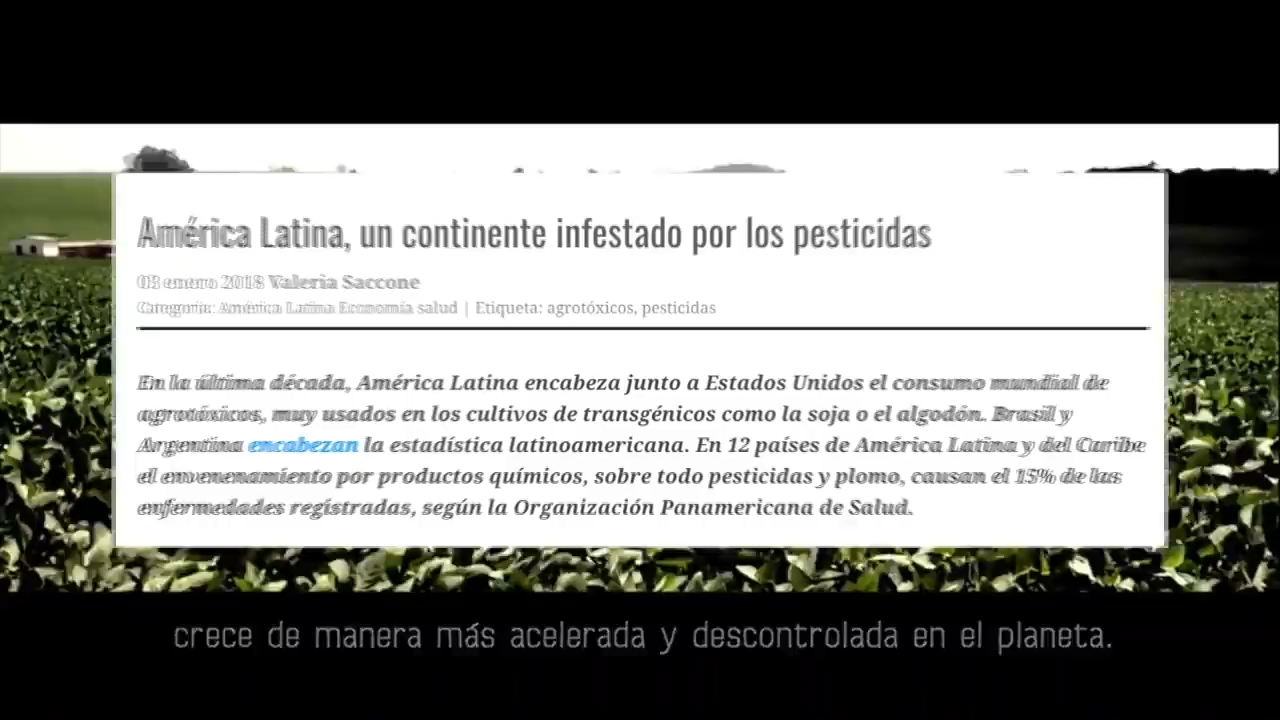 América Latina, un continente infestado por los pesticidas
03 enero 2018 Valeria Saccone
Categoria: América Latina Economía salud | Etiqueta: agrotóxicos, pesticidas
En la última década, América Latina encabeza junto a Estados Unidos el consumo mundial de
agrotóxicos, muy usados en los cultivos de transgénicos como la soja o el algodón. Brasil y
Argentina encabezan la estadística latinoamericana. En 12 países de América Latina y del Caribe
el envenenamiento por productos químicos, sobre todo pesticidas y plomo, causan el 15% de las
enfermedades registradas, según la Organización Panamericana de Salud.
crece de manera más acelerada y descontrolada en el planeta.